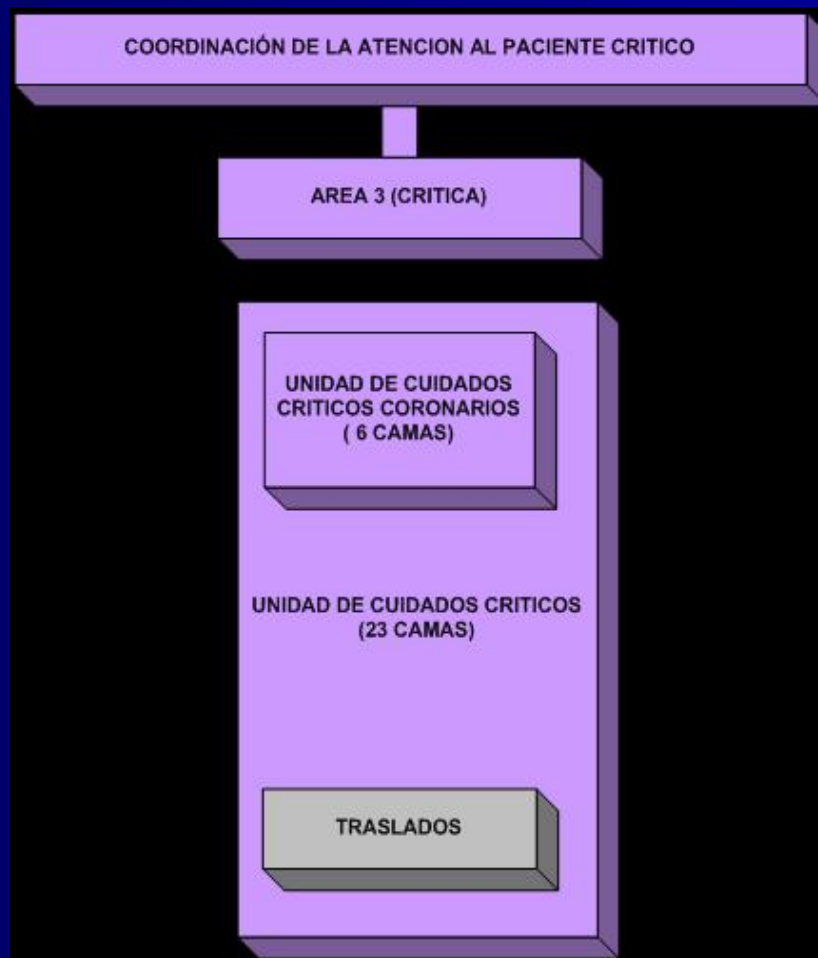 COORDINACIÓN DE LA ATENCION AL PACIENTE CRITICO
AREA 3 (CRITICA)
UNIDAD DE CUIDADOS
CRITICOS CORONARIOS
( 6 CAMAS)
UNIDAD DE CUIDADOS CRITICOS
(23 CAMAS)
TRASLADOS